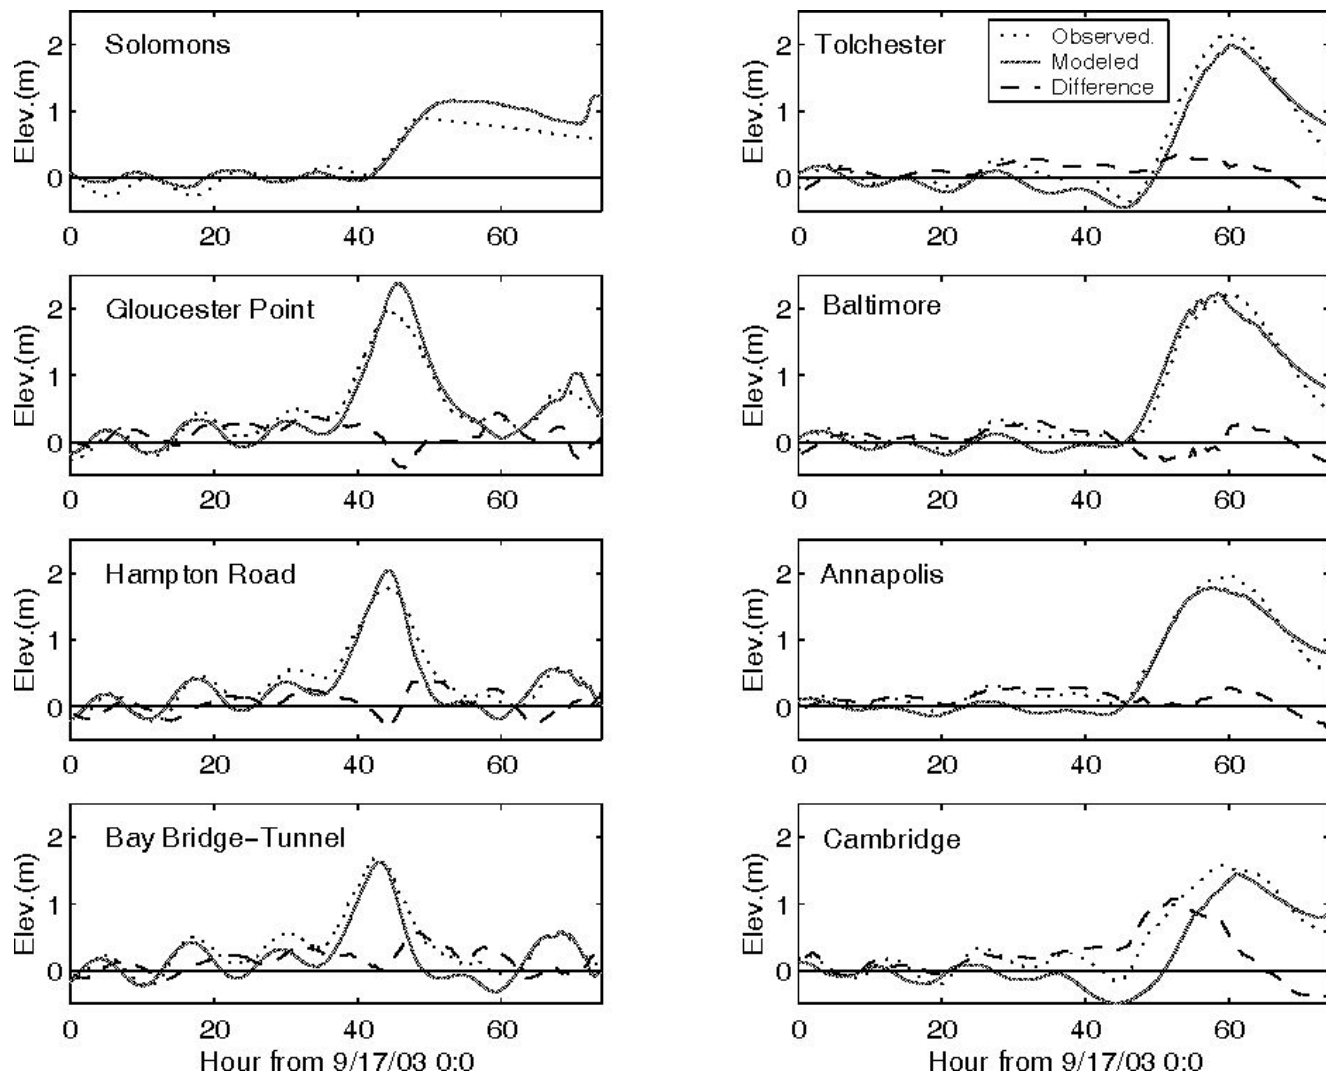 Solomons
Elev.(m)
2
1
0
0 20 40 60
Tolchester
Observed.
Modeled
Difference
Elev.(m)
2
1
0
0 20 40 60
Gloucester Point
Elev.(m)
2
1
0
0 20 40 60
Baltimore
Elev.(m)
2
1
0
0 20 40 60
Hampton Road
Elev.(m)
2
1
0
0 20 40 60
Annapolis
Elev.(m)
2
1
0
0 20 40 60
Bay Bridge-Tunnel
Elev.(m)
2
1
0
0 20 40 60
Hour from 9/17/03 0:0
Cambridge
Elev.(m)
2
1
0
0 20 40 60
Hour from 9/17/03 0:0